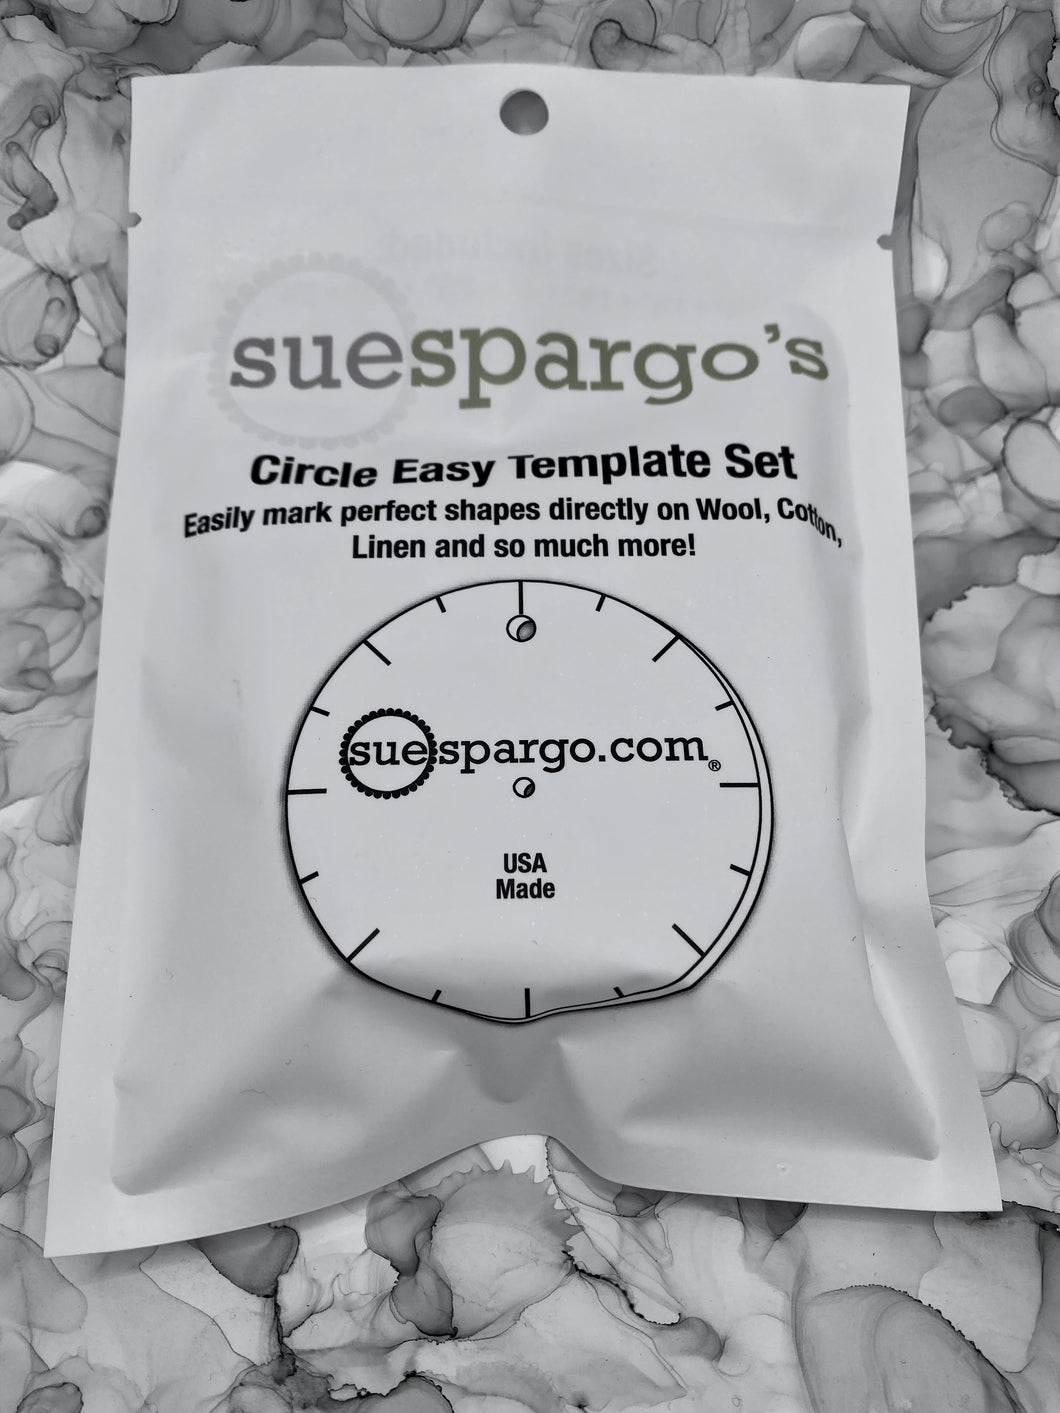 suespargo's
Circle Easy Template Set
Easily mark perfect shapes directly on Wool, Cotton,
Linen and so much more!
suespargo.com®
USA
Made